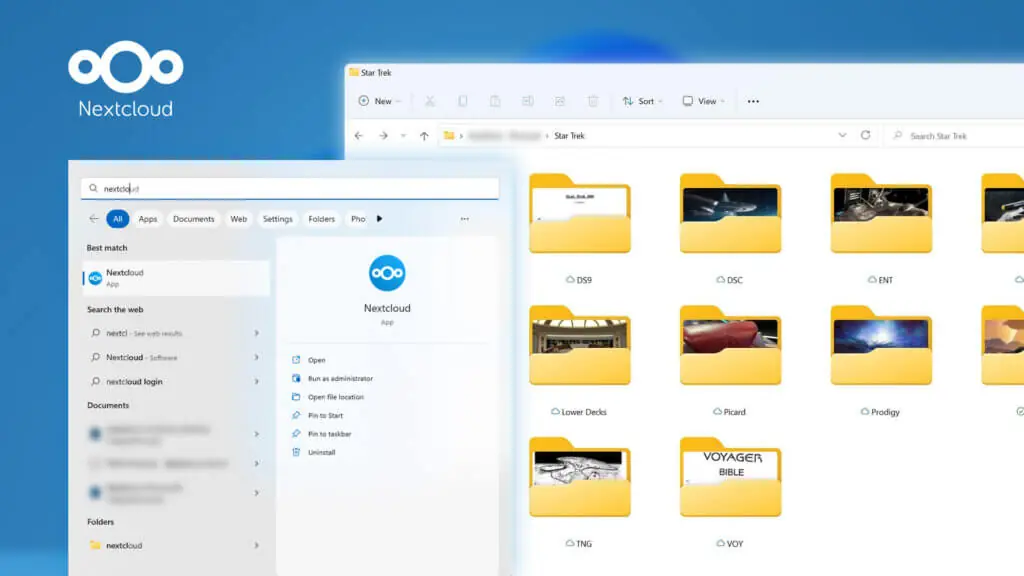 Nextcloud
Star Trek
New
Sort
View
Star Trek
Search Star Trek
nextcloud
All
Apps
Documents
Web
Settings
Folders
Pho
Best match
Nextcloud
App
Search the web
nextcl - See web results
Nextcloud - Software
nextcloud login
Documents
Folders
nextcloud
Nextcloud
App
Open
Run as administrator
Open file location
Pin to Start
Pin to taskbar
Uninstall
DS9
DSC
ENT
Lower Decks
Picard
Prodigy
VOYAGER
BIBLE
TNG
VOY